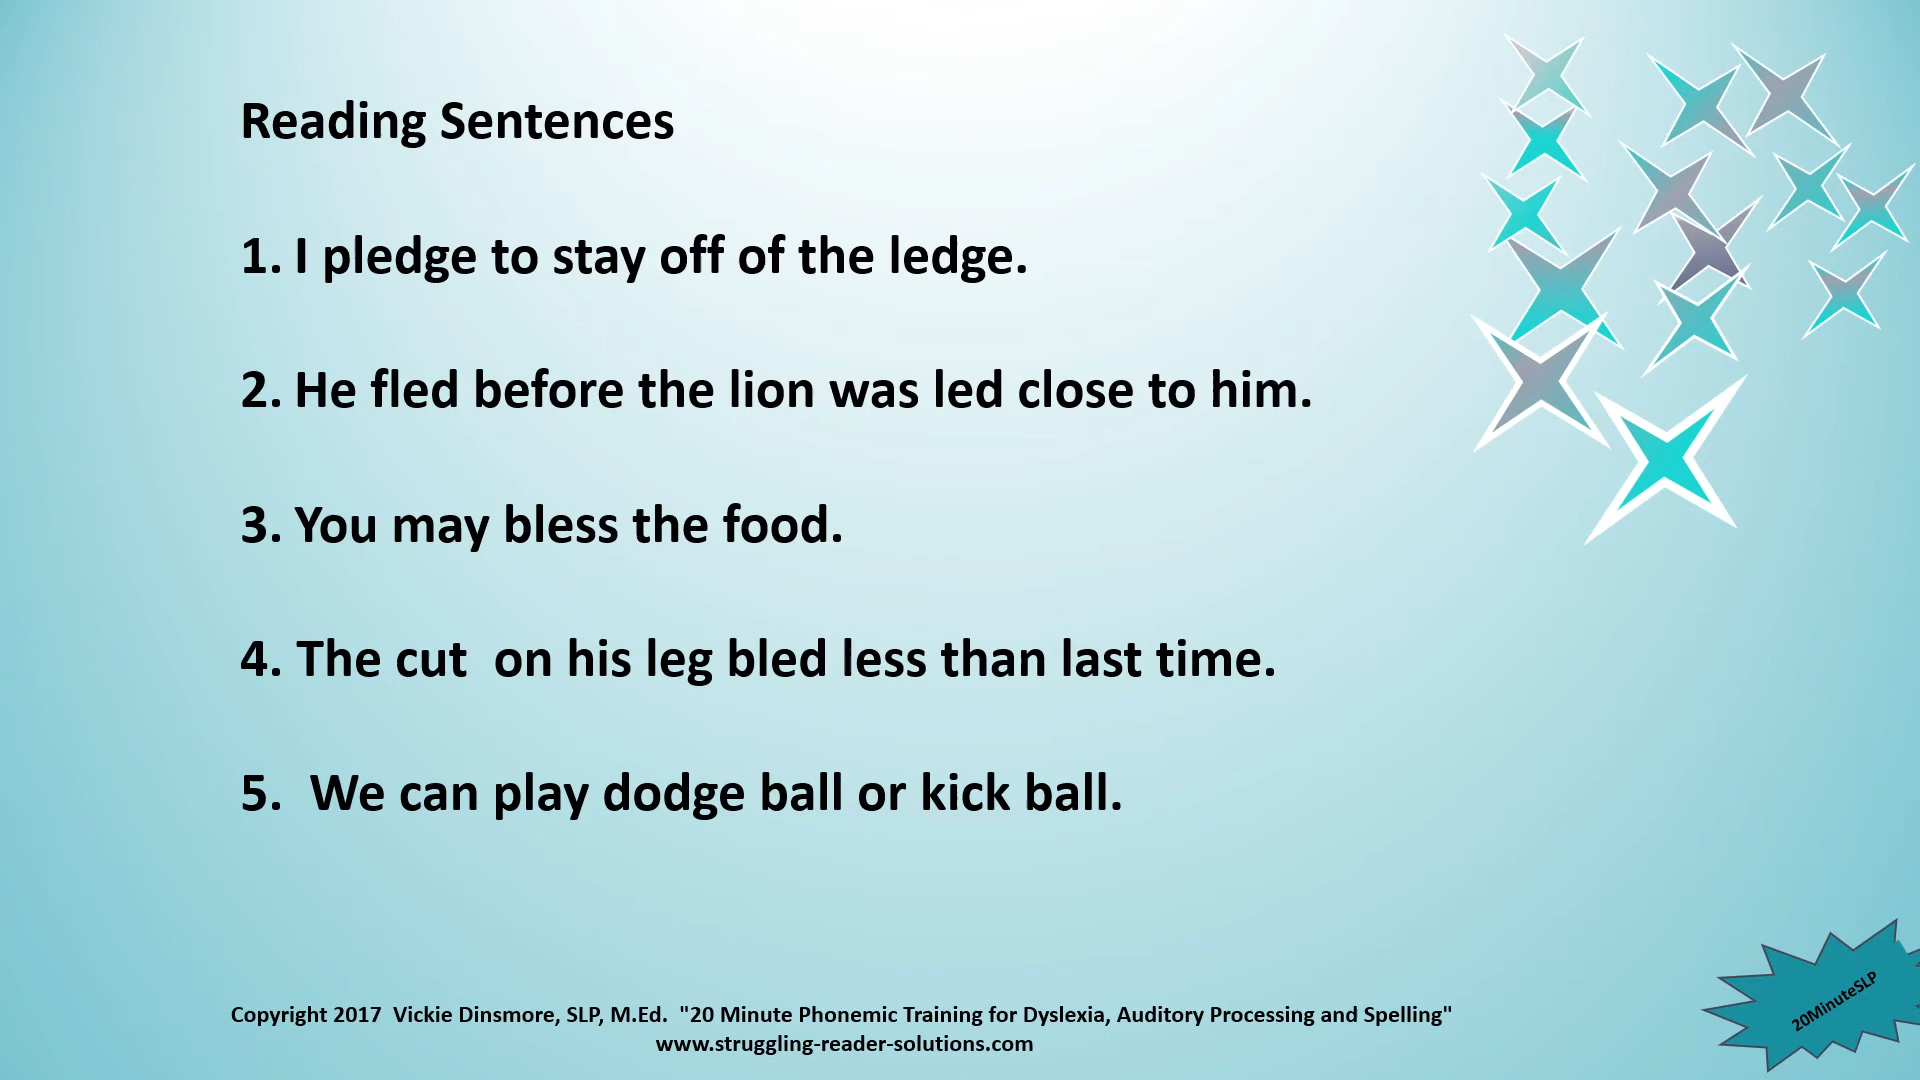 Reading Sentences
1. I pledge to stay off of the ledge.
2. He fled before the lion was led close to him.
3. You may bless the food.
4. The cut  on his leg bled less than last time.
5.  We can play dodge ball or kick ball.
Copyright 2017  Vickie Dinsmore, SLP, M.Ed.  "20 Minute Phonemic Training for Dyslexia, Auditory Processing and Spelling"
www.struggling-reader-solutions.com
20MinuteSLP